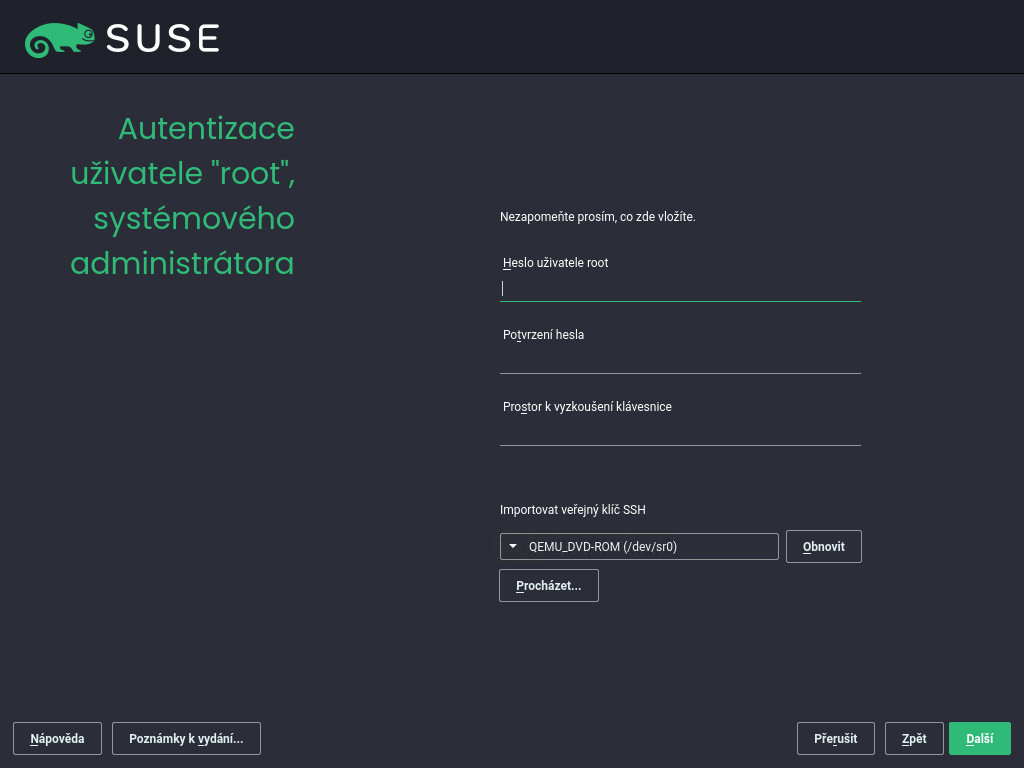 SUSE
Autentizace
uživatele "root",
systémového
administrátora
Nezapomeňte prosím, co zde vložíte.
Heslo uživatele root
Potvrzení hesla
Prostor k vyzkoušení klávesnice
Importovat veřejný klíč SSH
QEMU_DVD-ROM (/dev/sr0)
Obnovit
Procházet...
Nápověda
Poznámky k vydání...
Přerušit
Zpět
Další